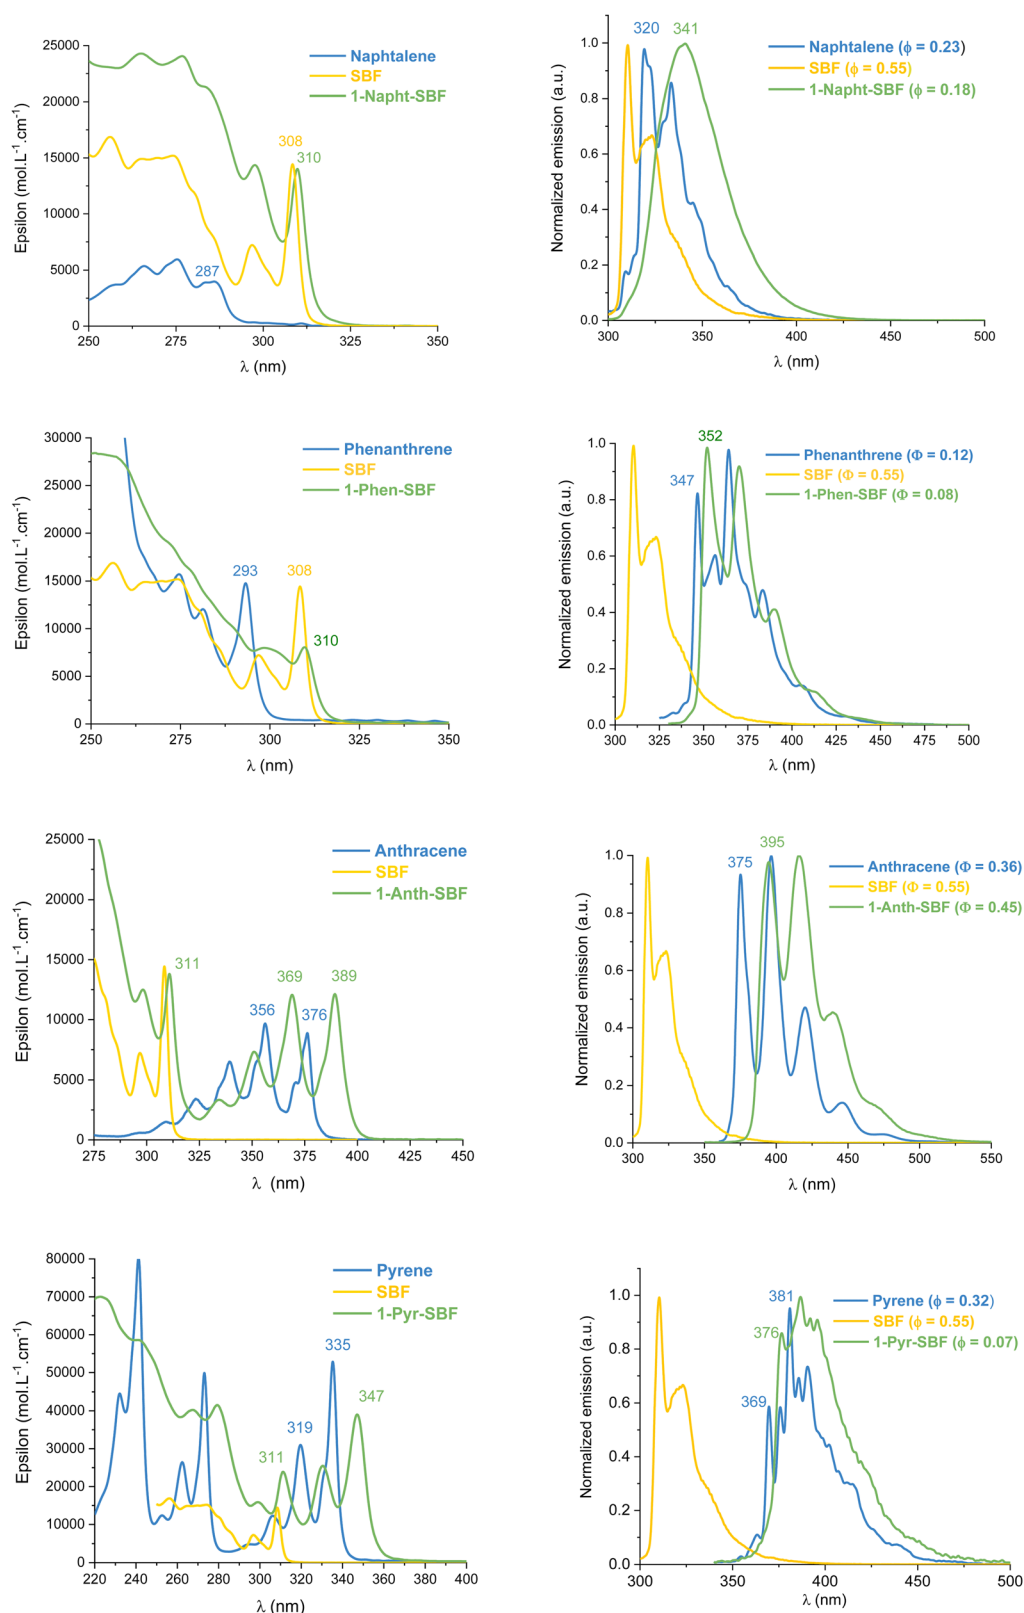 25000
20000
15000
10000
5000
0
Epsilon (mol.L⁻¹.cm⁻¹)
Naphtalene
SBF
1-Napht-SBF
308
310
287
250 275 300 325 350
λ (nm)
1.0
0.8
0.6
0.4
0.2
0.0
Normalized emission (a.u.)
320 341
Naphtalene (ϕ = 0.23)
SBF (ϕ = 0.55)
1-Napht-SBF (ϕ = 0.18)
300 350 400 450 500
λ (nm)
30000
25000
20000
15000
10000
5000
0
Epsilon (mol.L⁻¹.cm⁻¹)
Phenanthrene
SBF
1-Phen-SBF
293 308
310
250 275 300 325 350
λ (nm)
1.0
0.8
0.6
0.4
0.2
0.0
Normalized emission (a.u.)
352
347
Phenanthrene (Φ = 0.12)
SBF (Φ = 0.55)
1-Phen-SBF (Φ = 0.08)
300 325 350 375 400 425 450 475 500
λ (nm)
25000
20000
15000
10000
5000
0
Epsilon (mol.L⁻¹.cm⁻¹)
Anthracene
SBF
1-Anth-SBF
311 369 389
356 376
275 300 325 350 375 400 425 450
λ (nm)
1.0
0.8
0.6
0.4
0.2
0.0
Normalized emission (a.u.)
395
375
Anthracene (Φ = 0.36)
SBF (Φ = 0.55)
1-Anth-SBF (Φ = 0.45)
300 350 400 450 500 550
λ (nm)
80000
70000
60000
50000
40000
30000
20000
10000
0
Epsilon (mol.L⁻¹.cm⁻¹)
Pyrene
SBF
1-Pyr-SBF
335
347
319
311
220 240 260 280 300 320 340 360 380 400
λ (nm)
1.0
0.8
0.6
0.4
0.2
0.0
Normalized emission (a.u.)
381
376
369
Pyrene (ϕ = 0.32)
SBF (ϕ = 0.55)
1-Pyr-SBF (ϕ = 0.07)
300 350 400 450 500
λ (nm)